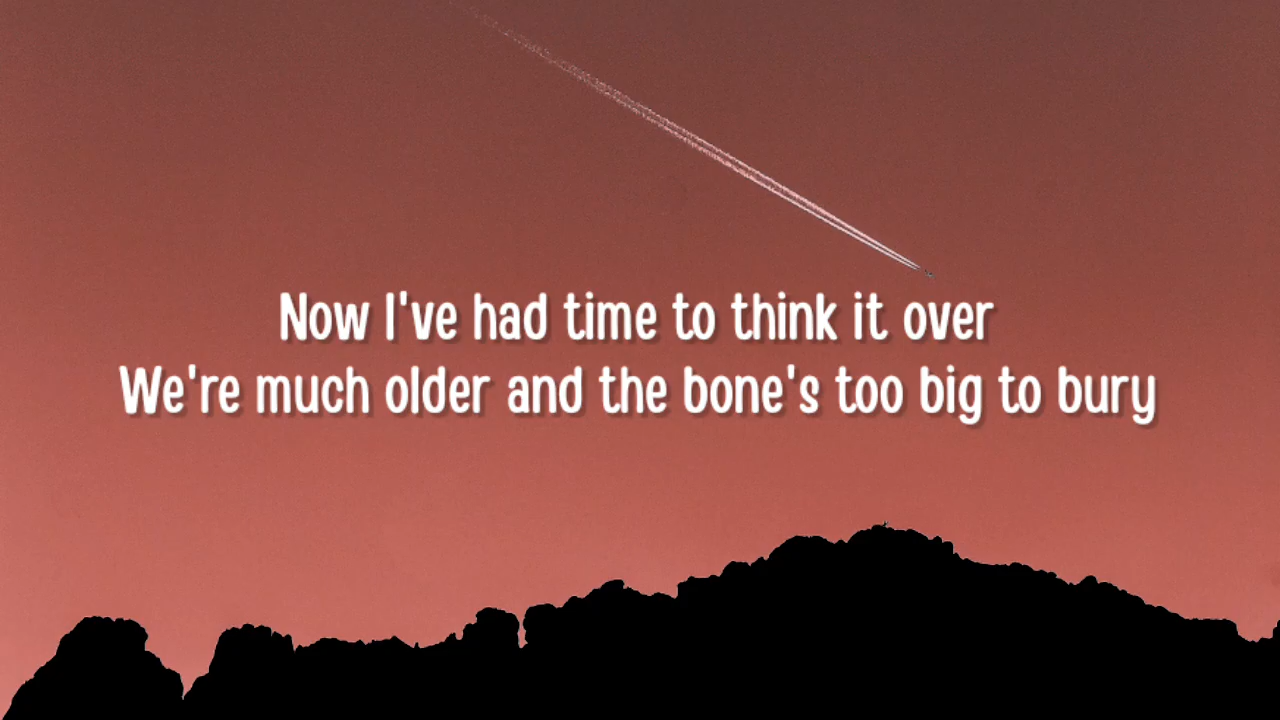 Now I've had time to think it over
We're much older and the bone's too big to bury